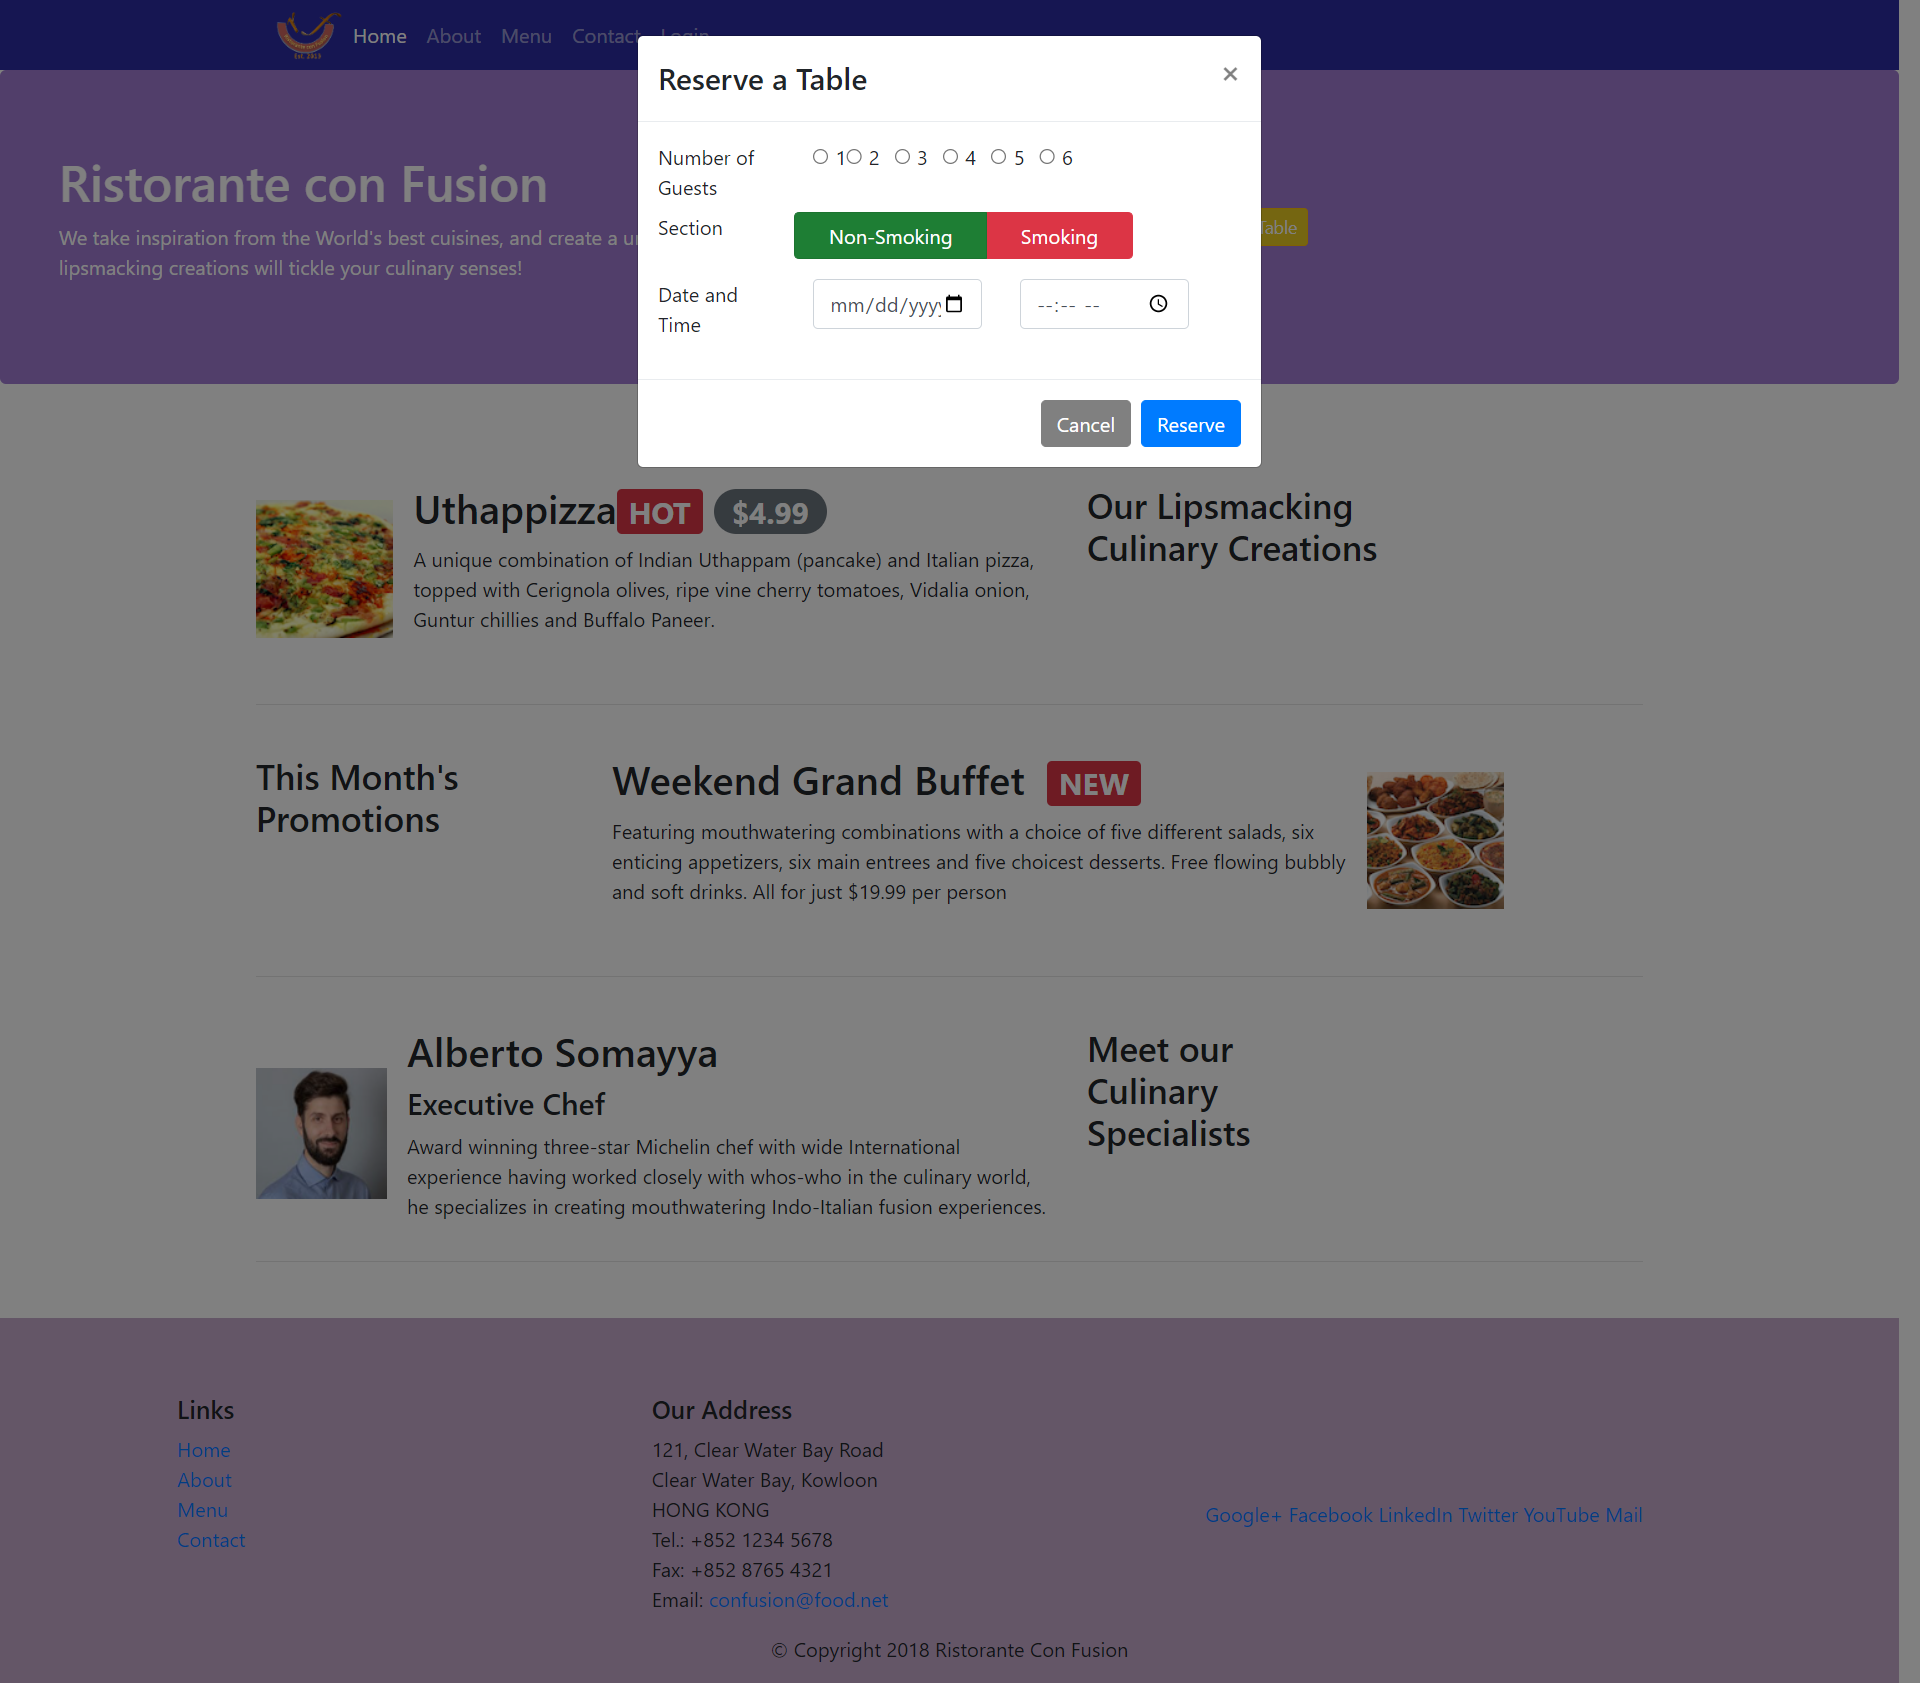 Home About Menu Contact Login
Est. 2013
Reserve a Table ×
Ristorante con Fusion
We take inspiration from the World's best cuisines, and create a
lipsmacking creations will tickle your culinary senses!
Table
Number of
Guests
1 2 3 4 5 6
Section
Non-Smoking Smoking
Date and
Time
mm/dd/yyyy
--:-- --
Cancel Reserve
Uthappizza HOT $4.99
A unique combination of Indian Uthappam (pancake) and Italian pizza,
topped with Cerignola olives, ripe vine cherry tomatoes, Vidalia onion,
Guntur chillies and Buffalo Paneer.
Our Lipsmacking
Culinary Creations
This Month's
Promotions
Weekend Grand Buffet NEW
Featuring mouthwatering combinations with a choice of five different salads, six
enticing appetizers, six main entrees and five choicest desserts. Free flowing bubbly
and soft drinks. All for just $19.99 per person
Alberto Somayya
Executive Chef
Award winning three-star Michelin chef with wide International
experience having worked closely with whos-who in the culinary world,
he specializes in creating mouthwatering Indo-Italian fusion experiences.
Meet our
Culinary
Specialists
Links
Home
About
Menu
Contact
Our Address
121, Clear Water Bay Road
Clear Water Bay, Kowloon
HONG KONG
Tel.: +852 1234 5678
Fax: +852 8765 4321
Email: confusion@food.net
Google+ Facebook LinkedIn Twitter YouTube Mail
© Copyright 2018 Ristorante Con Fusion